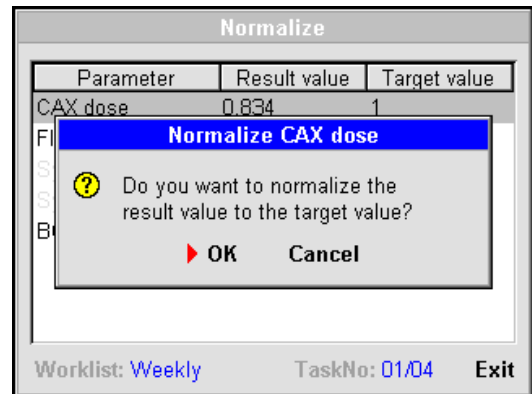 Normalize
Parameter Result value Target value
CAX dose 0.834 1
Normalize CAX dose
Do you want to normalize the
result value to the target value?
OK Cancel
Worklist: Weekly TaskNo: 01/04 Exit